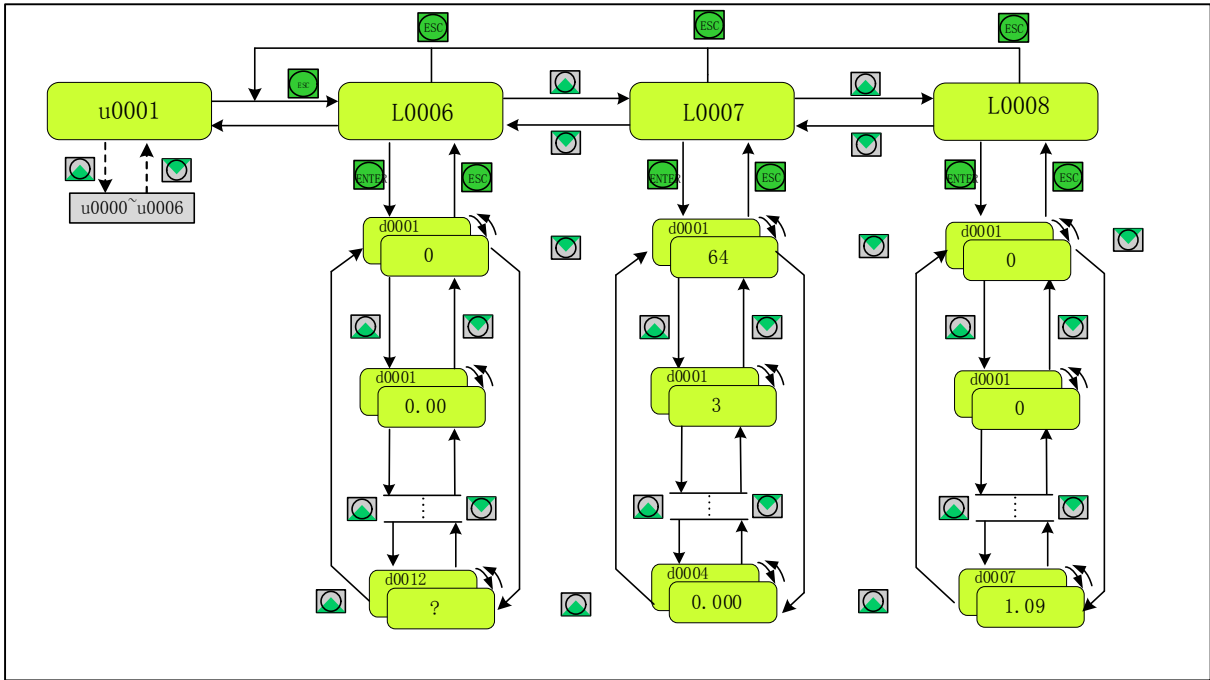 ESC
ESC
ESC
u0001
ESC
L0006
L0007
L0008
ENTER
ESC
ENTER
ESC
ENTER
ESC
u0000~u0006
d0001
0
d0001
64
d0001
0
d0001
0.00
d0001
3
d0001
0
⋮
⋮
⋮
d0012
?
d0004
0.000
d0007
1.09